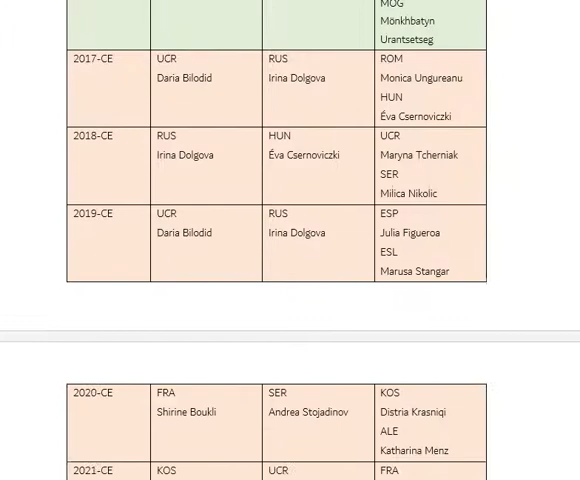 MOG
Mönkhbatyn
Urantsetseg
2017-CE
UCR
Daria Bilodid
RUS
Irina Dolgova
ROM
Monica Ungureanu
HUN
Éva Csernoviczki
2018-CE
RUS
Irina Dolgova
HUN
Éva Csernoviczki
UCR
Maryna Tcherniak
SER
Milica Nikolic
2019-CE
UCR
Daria Bilodid
RUS
Irina Dolgova
ESP
Julia Figueroa
ESL
Marusa Stangar
2020-CE
FRA
Shirine Boukli
SER
Andrea Stojadinov
KOS
Distria Krasniqi
ALE
Katharina Menz
2021-CE
KOS
UCR
FRA